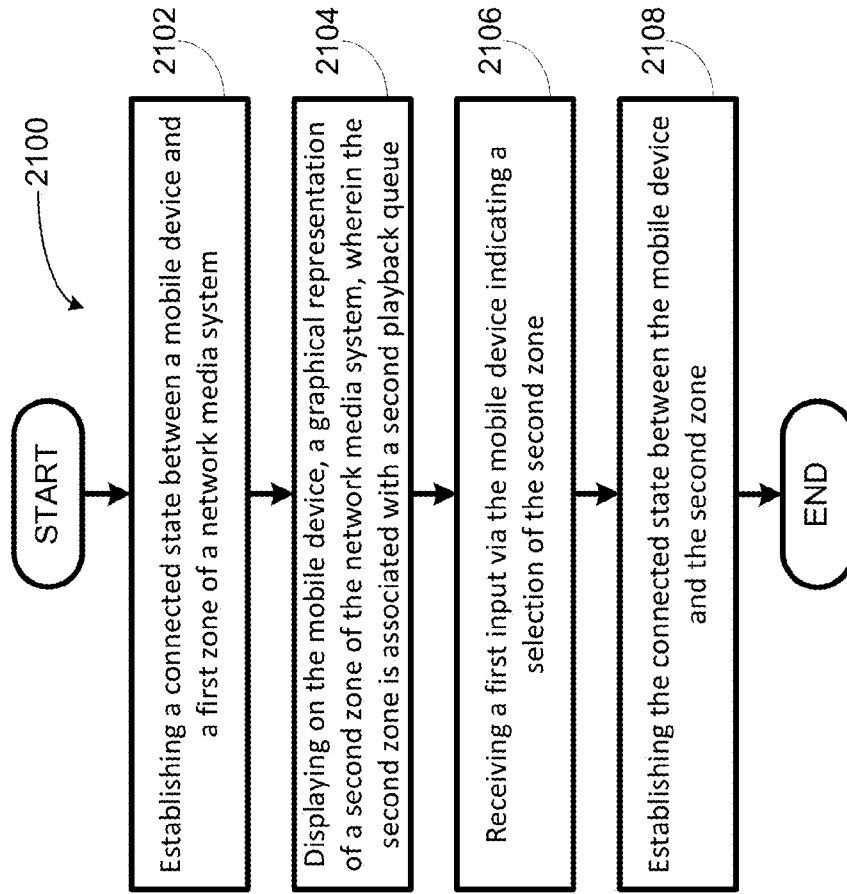 2100
START
Establishing a connected state between a mobile device and
a first zone of a network media system
2102
Displaying on the mobile device, a graphical representation
of a second zone of the network media system, wherein the
second zone is associated with a second playback queue
2104
Receiving a first input via the mobile device indicating a
selection of the second zone
2106
Establishing the connected state between the mobile device
and the second zone
2108
END